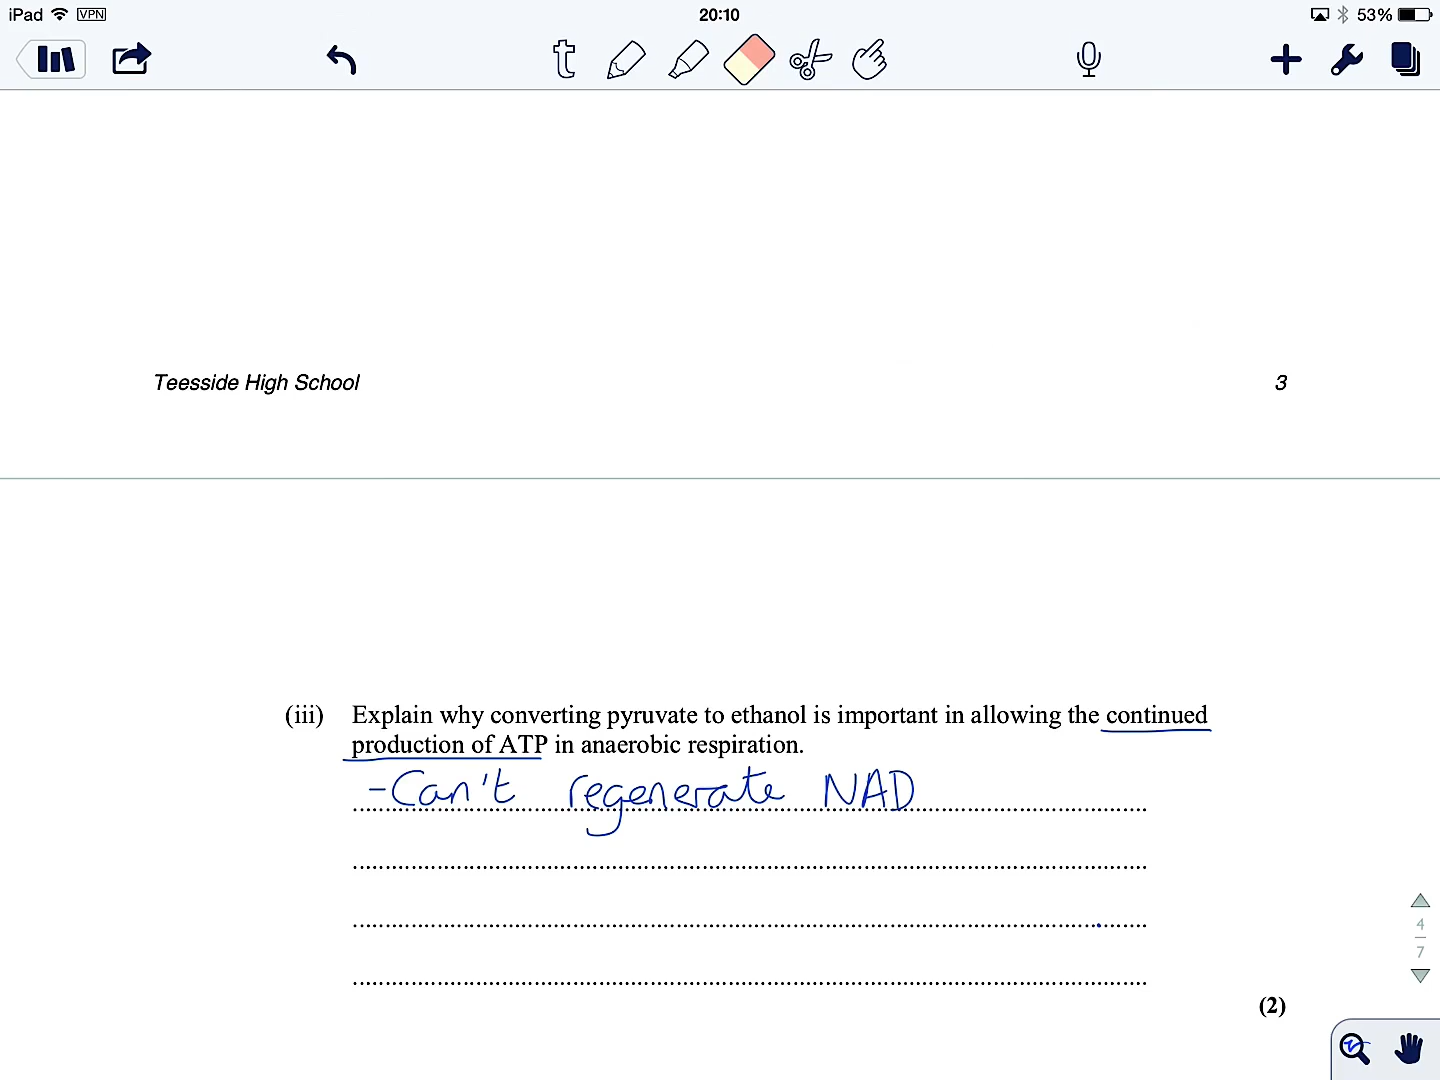 iPad VPN 20:10 53%
t
Teesside High School 3
(iii) Explain why converting pyruvate to ethanol is important in allowing the continued
production of ATP in anaerobic respiration.
-Can't regenerate NAD
4
7
(2)